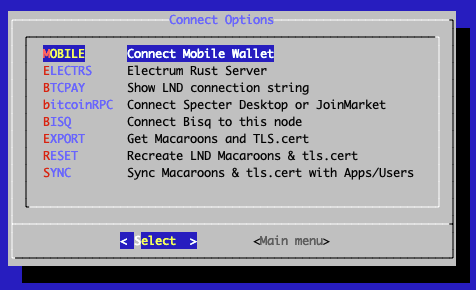 Connect Options
MOBILE Connect Mobile Wallet
ELECTRS Electrum Rust Server
BTCPAY Show LND connection string
bitcoinRPC Connect Specter Desktop or JoinMarket
BISQ Connect Bisq to this node
EXPORT Get Macaroons and TLS.cert
RESET Recreate LND Macaroons & tls.cert
SYNC Sync Macaroons & tls.cert with Apps/Users
< Select > <Main menu>